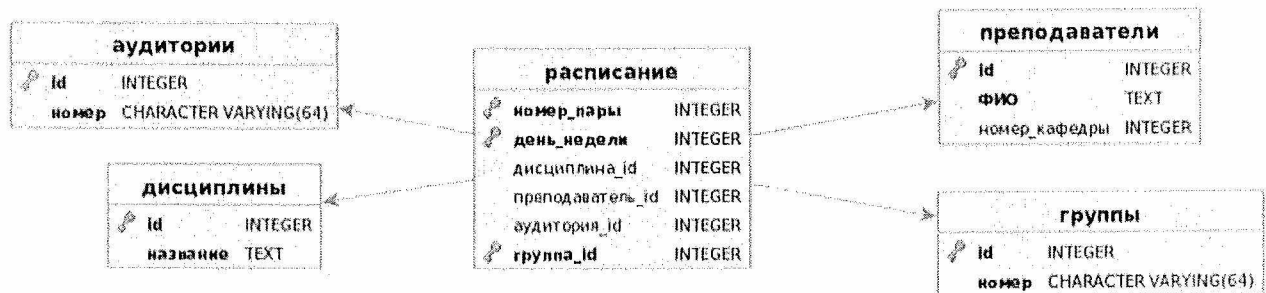 аудитории
id INTEGER
номер CHARACTER VARYING(64)
дисциплины
id INTEGER
название TEXT
расписание
номер_пары INTEGER
день_недели INTEGER
дисциплина_id INTEGER
преподаватель_id INTEGER
аудитория_id INTEGER
группа_id INTEGER
преподаватели
id INTEGER
ФИО TEXT
номер_кафедры INTEGER
группы
id INTEGER
номер CHARACTER VARYING(64)